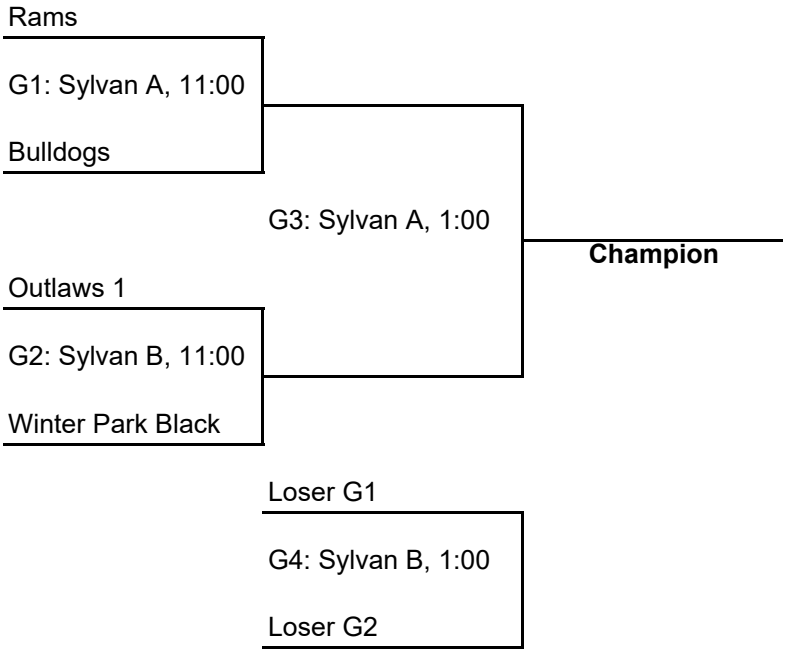 Rams
G1: Sylvan A, 11:00
Bulldogs
G3: Sylvan A, 1:00
Champion
Outlaws 1
G2: Sylvan B, 11:00
Winter Park Black
Loser G1
G4: Sylvan B, 1:00
Loser G2